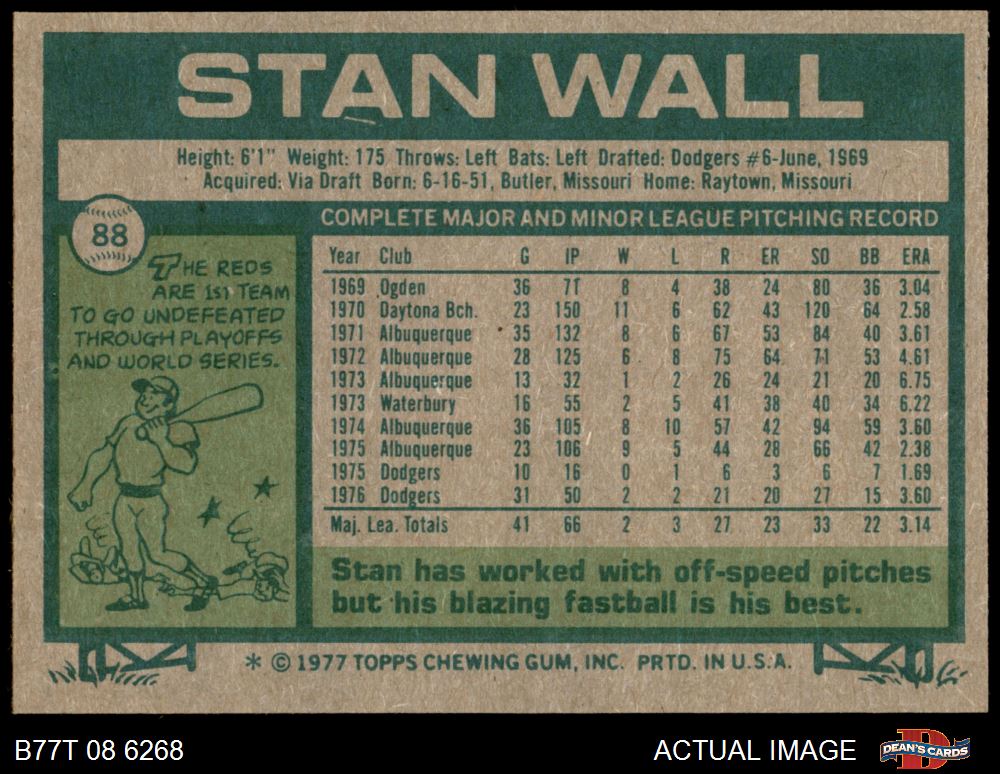 STAN WALL
Height: 6'1" Weight: 175 Throws: Left Bats: Left Drafted: Dodgers #6-June, 1969
Acquired: Via Draft Born: 6-16-51, Butler, Missouri Home: Raytown, Missouri
88
THE REDS
ARE 1ST TEAM
TO GO UNDEFEATED
THROUGH PLAYOFFS
AND WORLD SERIES.
COMPLETE MAJOR AND MINOR LEAGUE PITCHING RECORD
Year Club G IP W L R ER SO BB ERA
1969 Ogden 36 71 8 4 38 24 80 36 3.04
1970 Daytona Bch. 23 150 11 6 62 43 120 64 2.58
1971 Albuquerque 35 132 8 6 67 53 84 40 3.61
1972 Albuquerque 28 125 6 8 75 64 71 53 4.61
1973 Albuquerque 13 32 1 2 26 24 21 20 6.75
1973 Waterbury 16 55 2 5 41 38 40 34 6.22
1974 Albuquerque 36 105 8 10 57 42 94 59 3.60
1975 Albuquerque 23 106 9 5 44 28 66 42 2.38
1975 Dodgers 10 16 0 1 6 3 6 7 1.69
1976 Dodgers 31 50 2 2 21 20 27 15 3.60
Maj. Lea. Totals 41 66 2 3 27 23 33 22 3.14
Stan has worked with off-speed pitches
but his blazing fastball is his best.
* © 1977 TOPPS CHEWING GUM, INC. PRTD. IN U.S.A.
B77T 08 6268
ACTUAL IMAGE
DEAN'S CARDS